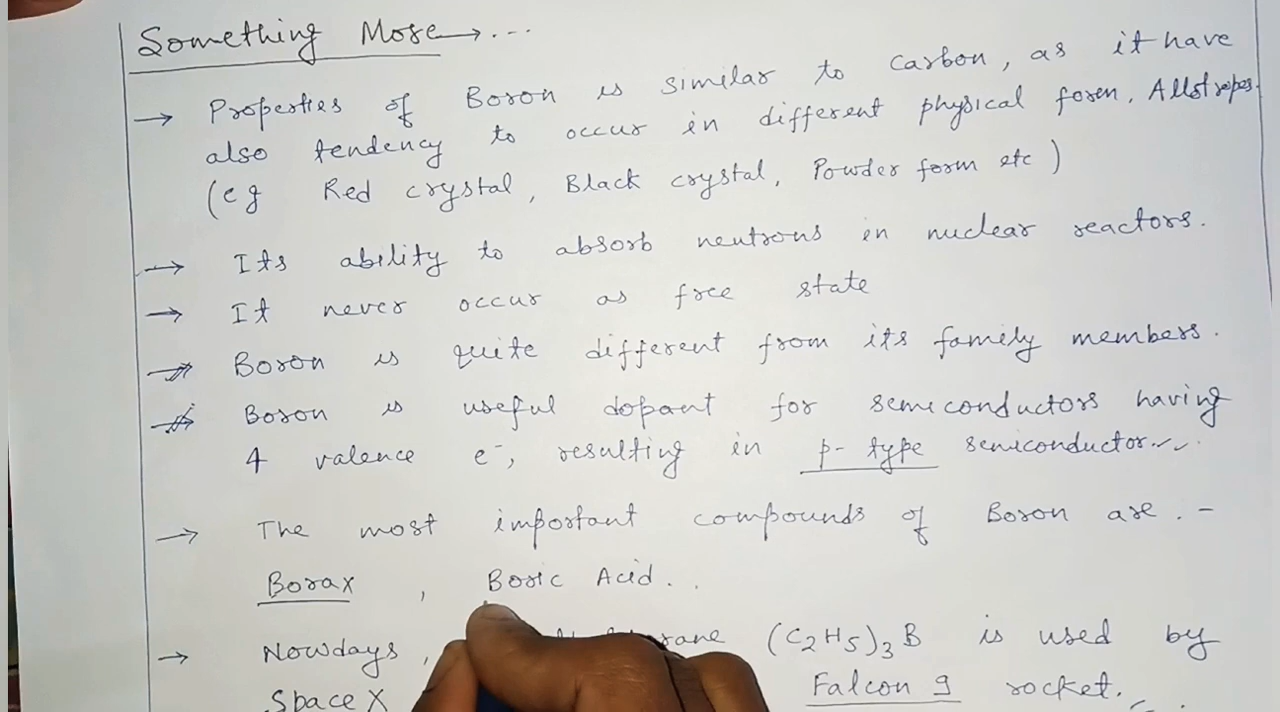 Something More → ...
→ Properties of Boron is similar to carbon, as it have
also tendency to occur in different physical form. Allotropes.
(eg Red crystal, Black crystal, Powder form etc)
→ Its ability to absorb neutrons in nuclear reactors.
→ It never occur as free state
→ Boron is quite different from its family members.
→ Boron is useful dopant for semiconductors having
4 valence e⁻, resulting in p-type semiconductor.
→ The most important compounds of Boron are. -
Borax, Boric Acid..
→ Nowdays, (C2H5)3B is used by
SpaceX Falcon 9 rocket.